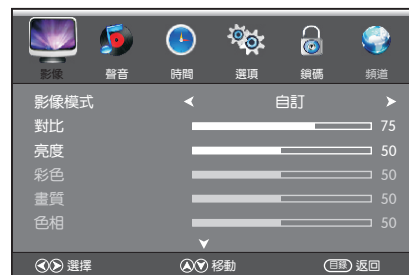 影像 聲音 時間 選項 鎖碼 頻道
影像模式 自訂
對比 75
亮度 50
彩色 50
畫質 50
色相 50
選擇 移動 目錄 返回